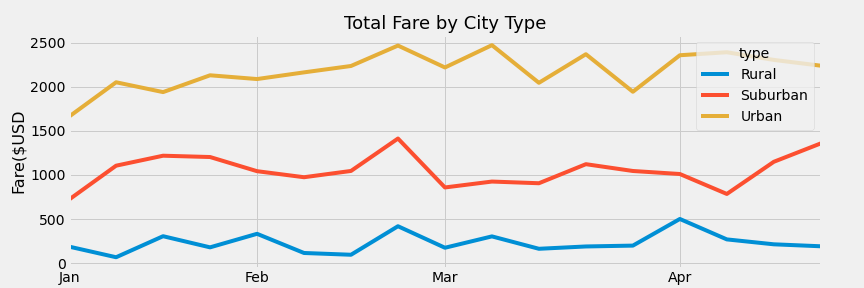 Total Fare by City Type
Fare($USD
2500
2000
1500
1000
500
0
Jan
Feb
Mar
Apr
type
Rural
Suburban
Urban